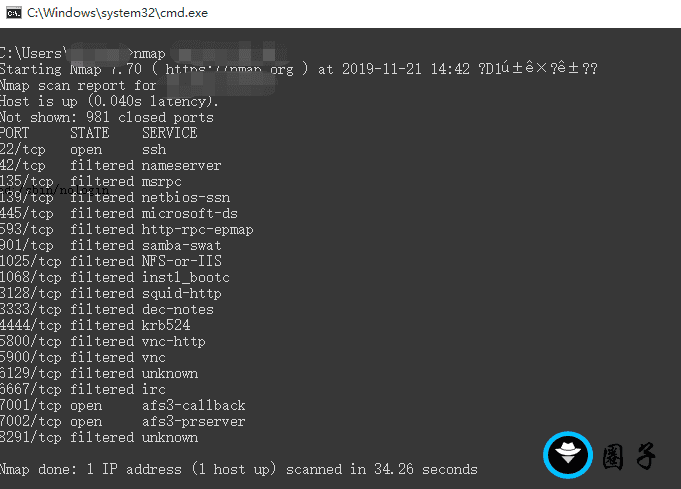 C:\Windows\system32\cmd.exe
C:\Users\ >nmap
Starting Nmap 7.70 ( https://nmap.org ) at 2019-11-21 14:42 ?D1ú±ê×?ê±??
Nmap scan report for
Host is up (0.040s latency).
Not shown: 981 closed ports
PORT STATE SERVICE
22/tcp open ssh
42/tcp filtered nameserver
135/tcp filtered msrpc
139/tcp filtered netbios-ssn
445/tcp filtered microsoft-ds
593/tcp filtered http-rpc-epmap
901/tcp filtered samba-swat
1025/tcp filtered NFS-or-IIS
1068/tcp filtered instl_bootc
3128/tcp filtered squid-http
3333/tcp filtered dec-notes
4444/tcp filtered krb524
5800/tcp filtered vnc-http
5900/tcp filtered vnc
6129/tcp filtered unknown
6667/tcp filtered irc
7001/tcp open afs3-callback
7002/tcp open afs3-prserver
8291/tcp filtered unknown
Nmap done: 1 IP address (1 host up) scanned in 34.26 seconds
圈子